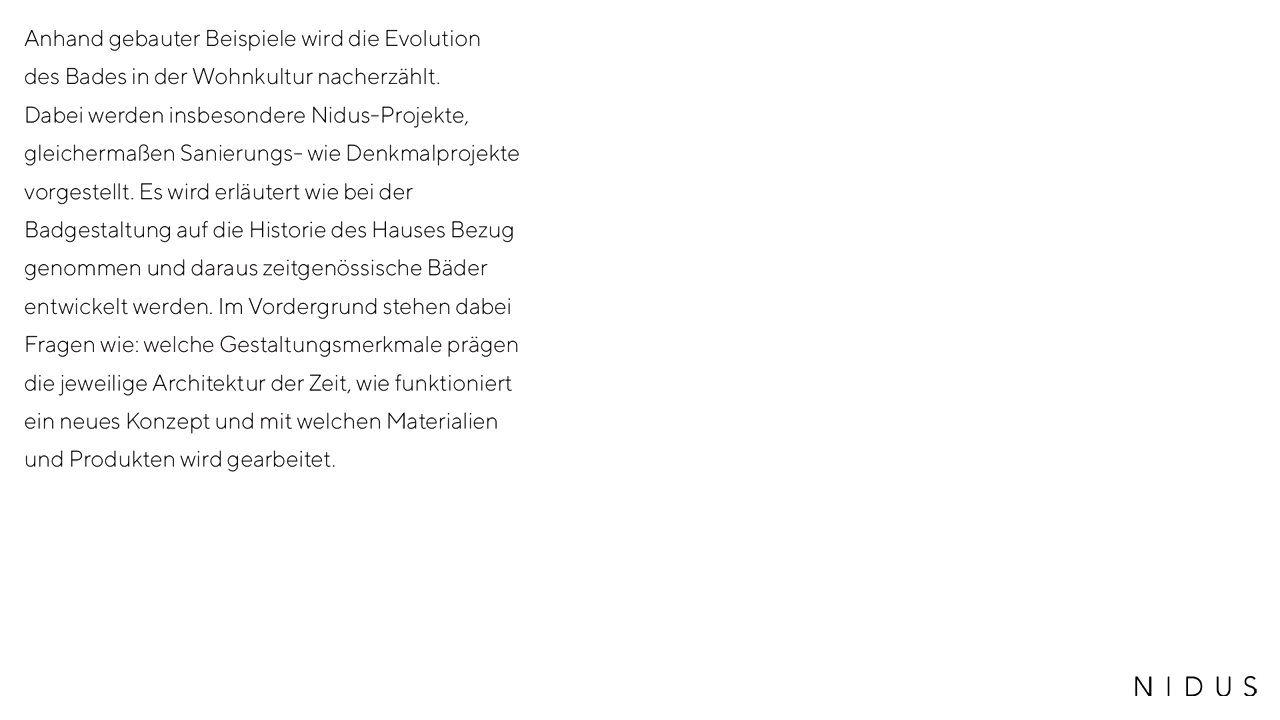 Anhand gebauter Beispiele wird die Evolution
des Bades in der Wohnkultur nacherzählt.
Dabei werden insbesondere Nidus-Projekte,
gleichermaßen Sanierungs- wie Denkmalprojekte
vorgestellt. Es wird erläutert wie bei der
Badgestaltung auf die Historie des Hauses Bezug
genommen und daraus zeitgenössische Bäder
entwickelt werden. Im Vordergrund stehen dabei
Fragen wie: welche Gestaltungsmerkmale prägen
die jeweilige Architektur der Zeit, wie funktioniert
ein neues Konzept und mit welchen Materialien
und Produkten wird gearbeitet.
NIDUS